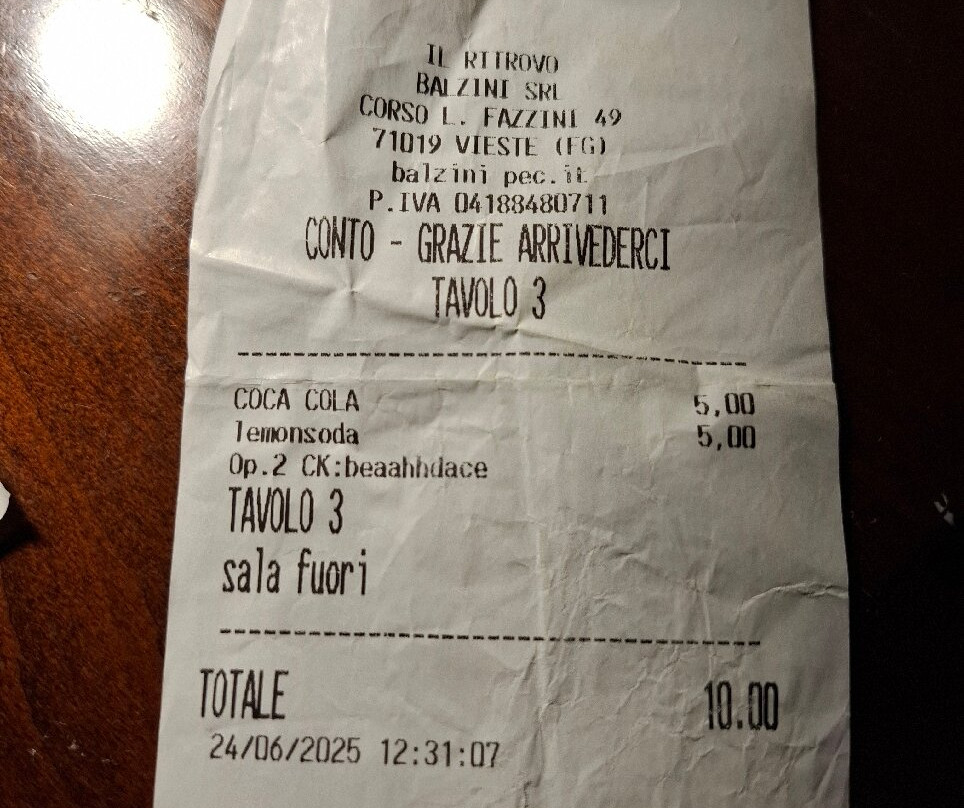 IL RITROVO
BALZINI SRL
CORSO L. FAZZINI 49
71019 VIESTE (FG)
balzini pec.it
P.IVA 04188480711
CONTO - GRAZIE ARRIVEDERCI
TAVOLO 3
COCA COLA 5,00
lemonsoda 5,00
Op.2 CK:beaahhdace
TAVOLO 3
sala fuori
TOTALE 10.00
24/06/2025 12:31:07